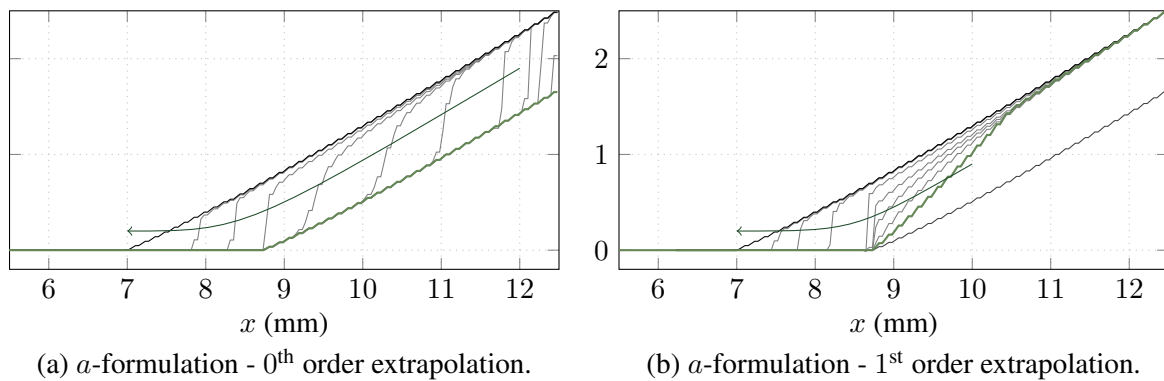 6 7 8 9 10 11 12
x (mm)
(a) a-formulation - 0th order extrapolation.
2
1
0
6 7 8 9 10 11 12
x (mm)
(b) a-formulation - 1st order extrapolation.